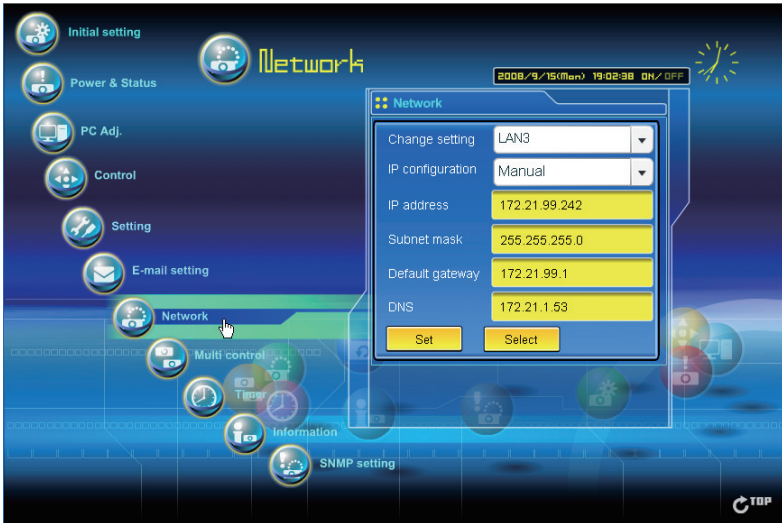 Initial setting
Power & Status
PC Adj.
Control
Setting
E-mail setting
Network
Multi control
Timer
Information
SNMP setting
Network
2008/9/15(Mon) 19:02:38 ON/OFF
Network
Change setting LAN3
IP configuration Manual
IP address 172.21.99.242
Subnet mask 255.255.255.0
Default gateway 172.21.99.1
DNS 172.21.1.53
Set Select
TOP